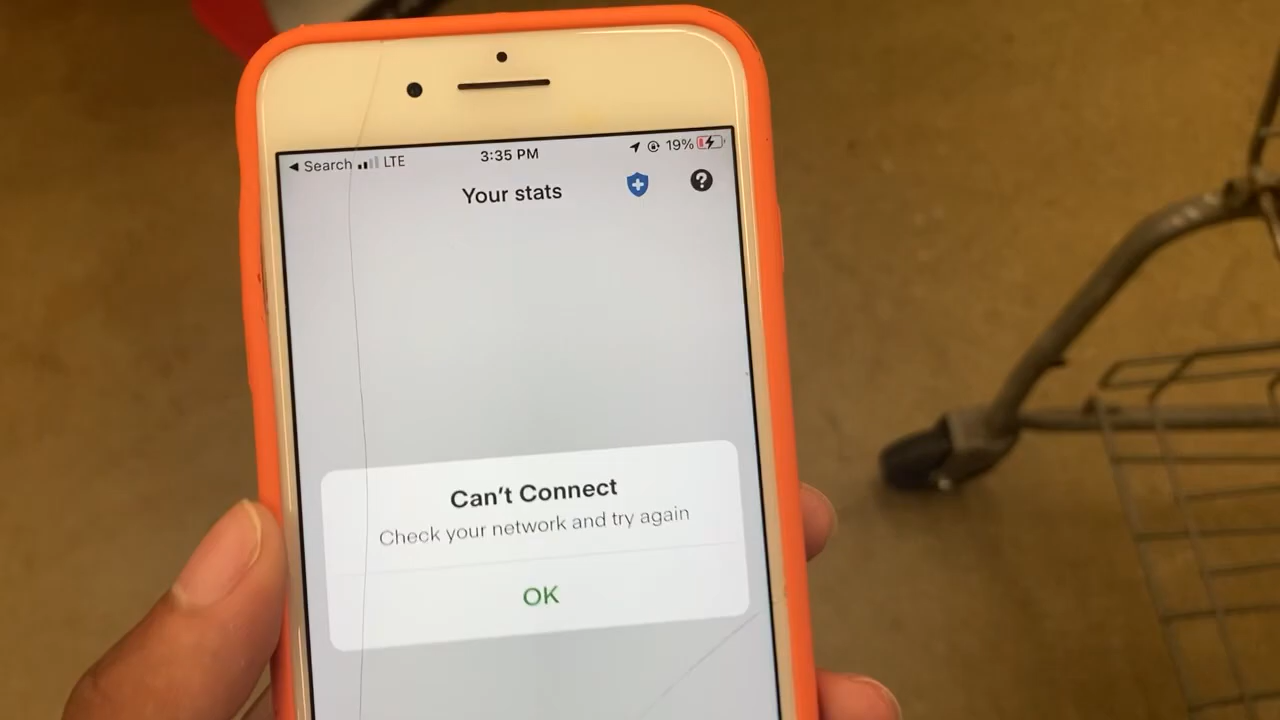 ◀ Search LTE 3:35 PM 19%
Your stats
Can't Connect
Check your network and try again
OK